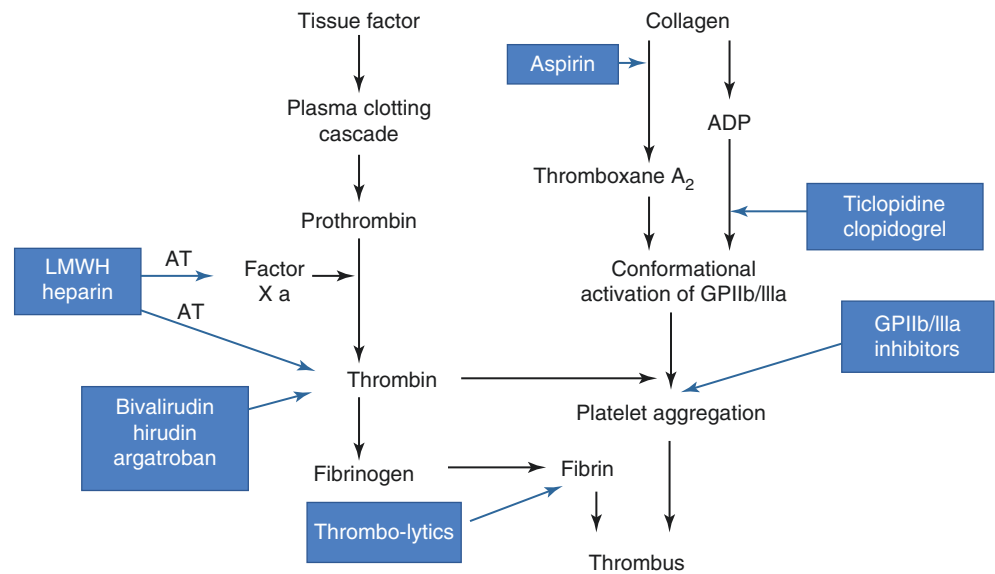 Tissue factor
Collagen
Aspirin
Plasma clotting
cascade
ADP
Thromboxane A₂
Ticlopidine
clopidogrel
Prothrombin
LMWH
heparin
AT
Factor
X a
AT
Conformational
activation of GPIIb/IIIa
GPIIb/IIIa
inhibitors
Thrombin
Bivalirudin
hirudin
argatroban
Platelet aggregation
Fibrinogen
Fibrin
Thrombo-lytics
Thrombus